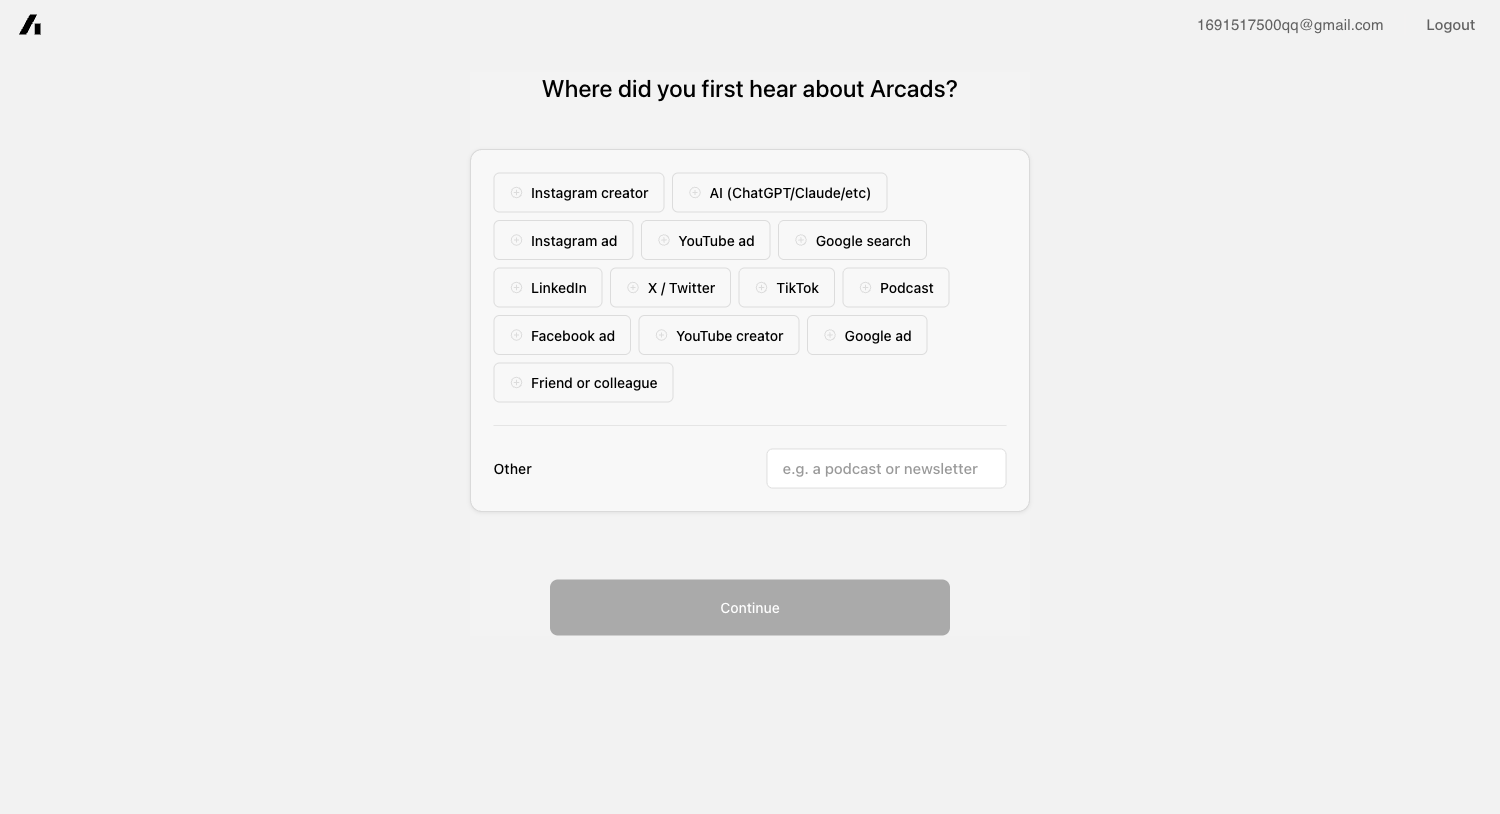 1691517500qq@gmail.com Logout
Where did you first hear about Arcads?
Instagram creator AI (ChatGPT/Claude/etc)
Instagram ad YouTube ad Google search
LinkedIn X / Twitter TikTok Podcast
Facebook ad YouTube creator Google ad
Friend or colleague
Other e.g. a podcast or newsletter
Continue